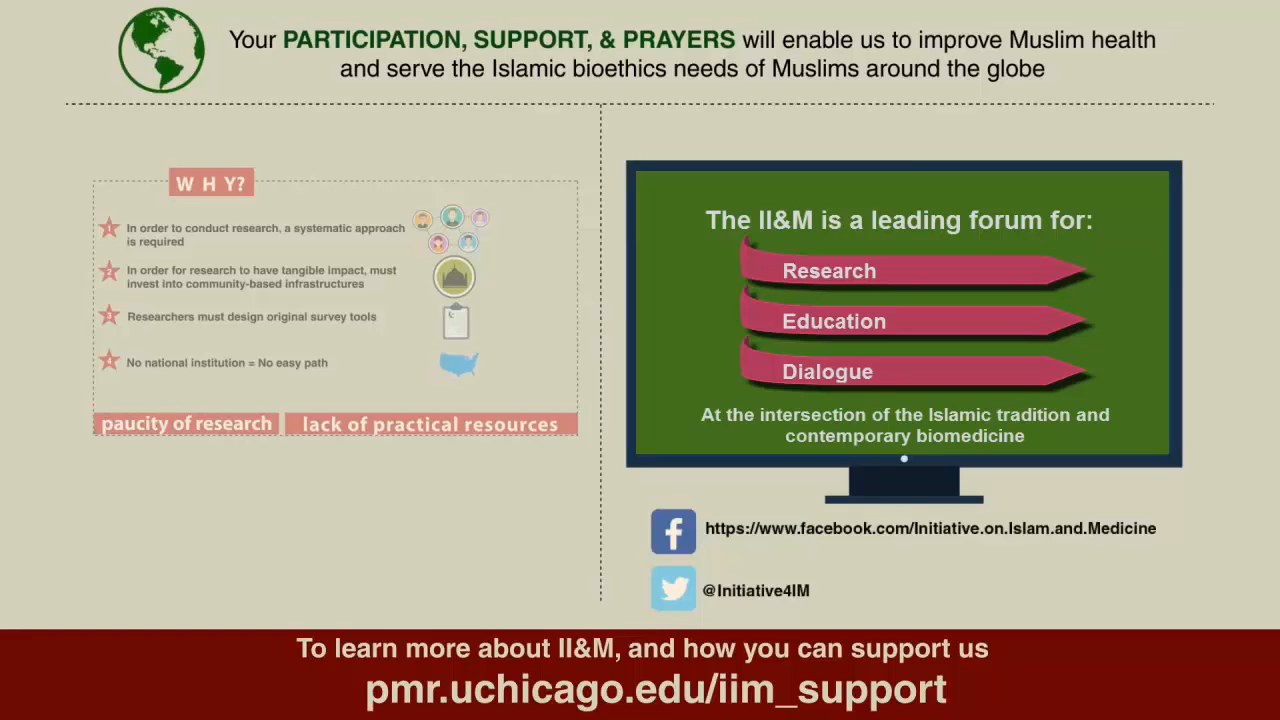 Your PARTICIPATION, SUPPORT, & PRAYERS will enable us to improve Muslim health
and serve the Islamic bioethics needs of Muslims around the globe
W H Y?
1 In order to conduct research, a systematic approach
is required
2 In order for research to have tangible impact, must
invest into community-based infrastructures
3 Researchers must design original survey tools
4 No national institution = No easy path
paucity of research
lack of practical resources
The II&M is a leading forum for:
Research
Education
Dialogue
At the intersection of the Islamic tradition and
contemporary biomedicine
https://www.facebook.com/Initiative.on.Islam.and.Medicine
@Initiative4IM
To learn more about II&M, and how you can support us
pmr.uchicago.edu/iim_support